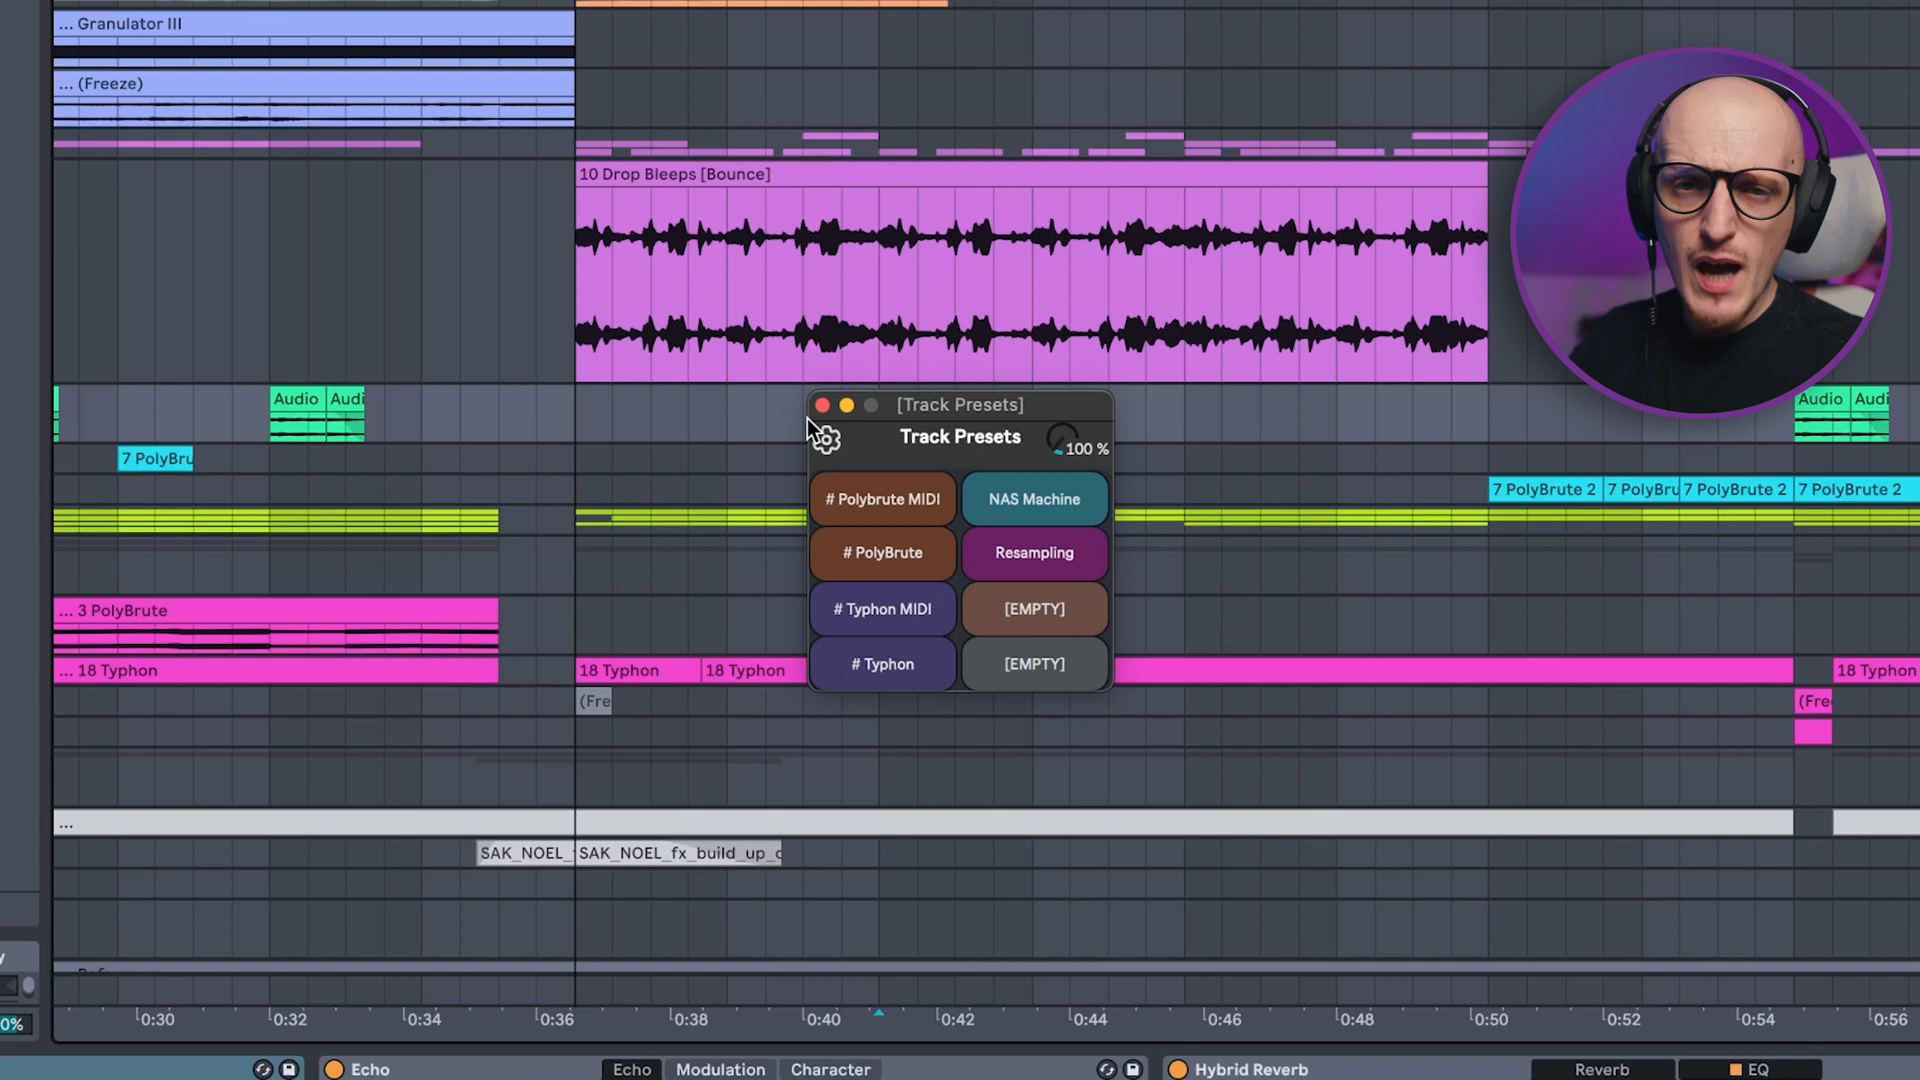 ... Granulator III
... (Freeze)
10 Drop Bleeps [Bounce]
Audio Audi
Audio Audi
[Track Presets]
Track Presets
100 %
7 PolyBru
# Polybrute MIDI
NAS Machine
7 PolyBrute 2 7 PolyBru 7 PolyBrute 2 7 PolyBrute 2
# PolyBrute
Resampling
... 3 PolyBrute
# Typhon MIDI
[EMPTY]
... 18 Typhon
18 Typhon 18 Typhon
# Typhon
[EMPTY]
18 Typhon
(Fre
(Fre
...
SAK_NOEL_ SAK_NOEL_fx_build_up_
y
0%
0:30 0:32 0:34 0:36 0:38 0:40 0:42 0:44 0:46 0:48 0:50 0:52 0:54 0:56
Echo
Echo Modulation Character
Hybrid Reverb
Reverb EQ